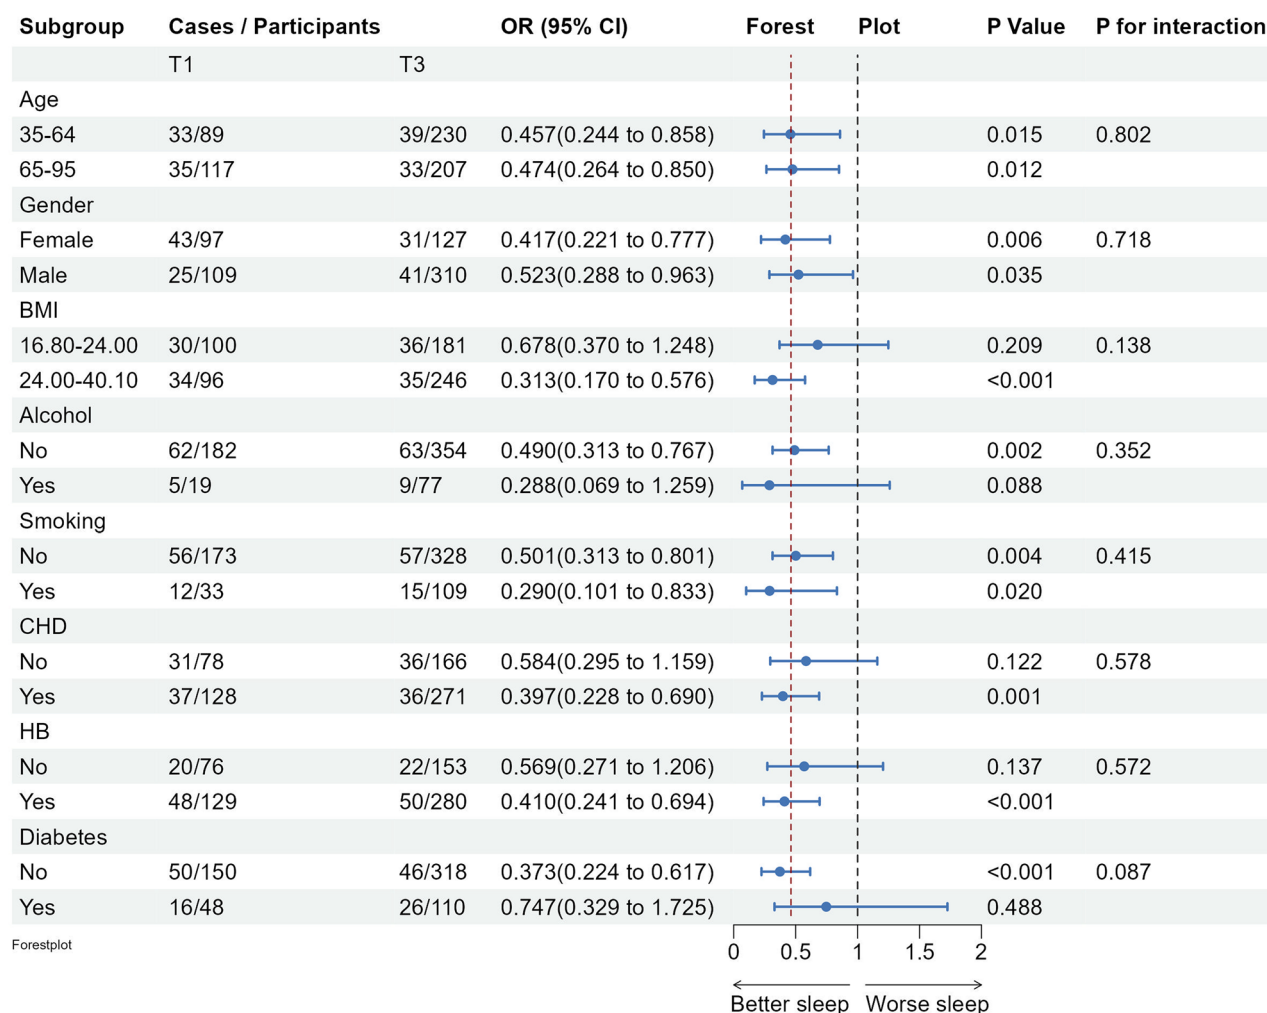 Subgroup Cases / Participants OR (95% CI) Forest Plot P Value P for interaction
T1 T3
Age
35-64 33/89 39/230 0.457(0.244 to 0.858) 0.015 0.802
65-95 35/117 33/207 0.474(0.264 to 0.850) 0.012
Gender
Female 43/97 31/127 0.417(0.221 to 0.777) 0.006 0.718
Male 25/109 41/310 0.523(0.288 to 0.963) 0.035
BMI
16.80-24.00 30/100 36/181 0.678(0.370 to 1.248) 0.209 0.138
24.00-40.10 34/96 35/246 0.313(0.170 to 0.576) <0.001
Alcohol
No 62/182 63/354 0.490(0.313 to 0.767) 0.002 0.352
Yes 5/19 9/77 0.288(0.069 to 1.259) 0.088
Smoking
No 56/173 57/328 0.501(0.313 to 0.801) 0.004 0.415
Yes 12/33 15/109 0.290(0.101 to 0.833) 0.020
CHD
No 31/78 36/166 0.584(0.295 to 1.159) 0.122 0.578
Yes 37/128 36/271 0.397(0.228 to 0.690) 0.001
HB
No 20/76 22/153 0.569(0.271 to 1.206) 0.137 0.572
Yes 48/129 50/280 0.410(0.241 to 0.694) <0.001
Diabetes
No 50/150 46/318 0.373(0.224 to 0.617) <0.001 0.087
Yes 16/48 26/110 0.747(0.329 to 1.725) 0.488
Forestplot
0 0.5 1 1.5 2
Better sleep Worse sleep